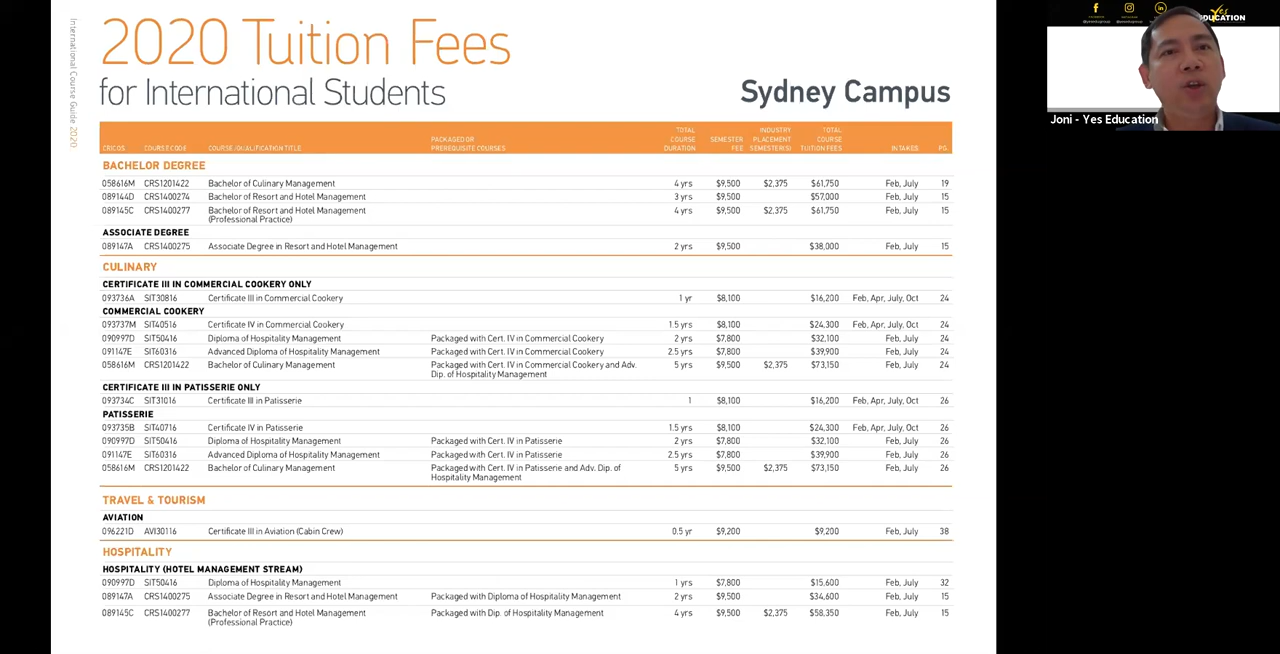 2020 Tuition Fees
for International Students
Sydney Campus
International Course Guide 2020
CRICOS COURSE CODE COURSE/QUALIFICATION TITLE PACKAGED OR PREREQUISITE COURSES TOTAL COURSE DURATION SEMESTER FEE INDUSTRY PLACEMENT SEMESTER(S) TOTAL COURSE TUITION FEES INTAKES PG.
BACHELOR DEGREE
058616M CRS1201422 Bachelor of Culinary Management 4 yrs $9,500 $2,375 $61,750 Feb, July 19
089144D CRS1400274 Bachelor of Resort and Hotel Management 3 yrs $9,500 $57,000 Feb, July 15
089145C CRS1400277 Bachelor of Resort and Hotel Management 4 yrs $9,500 $2,375 $61,750 Feb, July 15
(Professional Practice)
ASSOCIATE DEGREE
089147A CRS1400275 Associate Degree in Resort and Hotel Management 2 yrs $9,500 $38,000 Feb, July 15
CULINARY
CERTIFICATE III IN COMMERCIAL COOKERY ONLY
093736A SIT30816 Certificate III in Commercial Cookery 1 yr $8,100 $16,200 Feb, Apr, July, Oct 24
COMMERCIAL COOKERY
093737M SIT40516 Certificate IV in Commercial Cookery 1.5 yrs $8,100 $24,300 Feb, Apr, July, Oct 24
090997D SIT50416 Diploma of Hospitality Management Packaged with Cert. IV in Commercial Cookery 2 yrs $7,800 $32,100 Feb, July 24
091147E SIT60316 Advanced Diploma of Hospitality Management Packaged with Cert. IV in Commercial Cookery 2.5 yrs $7,800 $39,900 Feb, July 24
058616M CRS1201422 Bachelor of Culinary Management Packaged with Cert. IV in Commercial Cookery and Adv. 5 yrs $9,500 $2,375 $73,150 Feb, July 24
Dip. of Hospitality Management
CERTIFICATE III IN PATISSERIE ONLY
093734C SIT31016 Certificate III in Patisserie 1 $8,100 $16,200 Feb, Apr, July, Oct 26
PATISSERIE
093735B SIT40716 Certificate IV in Patisserie 1.5 yrs $8,100 $24,300 Feb, Apr, July, Oct 26
090997D SIT50416 Diploma of Hospitality Management Packaged with Cert. IV in Patisserie 2 yrs $7,800 $32,100 Feb, July 26
091147E SIT60316 Advanced Diploma of Hospitality Management Packaged with Cert. IV in Patisserie 2.5 yrs $7,800 $39,900 Feb, July 26
058616M CRS1201422 Bachelor of Culinary Management Packaged with Cert. IV in Patisserie and Adv. Dip. of 5 yrs $9,500 $2,375 $73,150 Feb, July 26
Hospitality Management
TRAVEL & TOURISM
AVIATION
096221D AVI30116 Certificate III in Aviation (Cabin Crew) 0.5 yr $9,200 $9,200 Feb, July 38
HOSPITALITY
HOSPITALITY (HOTEL MANAGEMENT STREAM)
090997D SIT50416 Diploma of Hospitality Management 1 yrs $7,800 $15,600 Feb, July 32
089147A CRS1400275 Associate Degree in Resort and Hotel Management Packaged with Diploma of Hospitality Management 2 yrs $9,500 $34,600 Feb, July 15
089145C CRS1400277 Bachelor of Resort and Hotel Management Packaged with Dip. of Hospitality Management 4 yrs $9,500 $2,375 $58,350 Feb, July 15
(Professional Practice)
Yes
EDUCATION
Joni - Yes Education